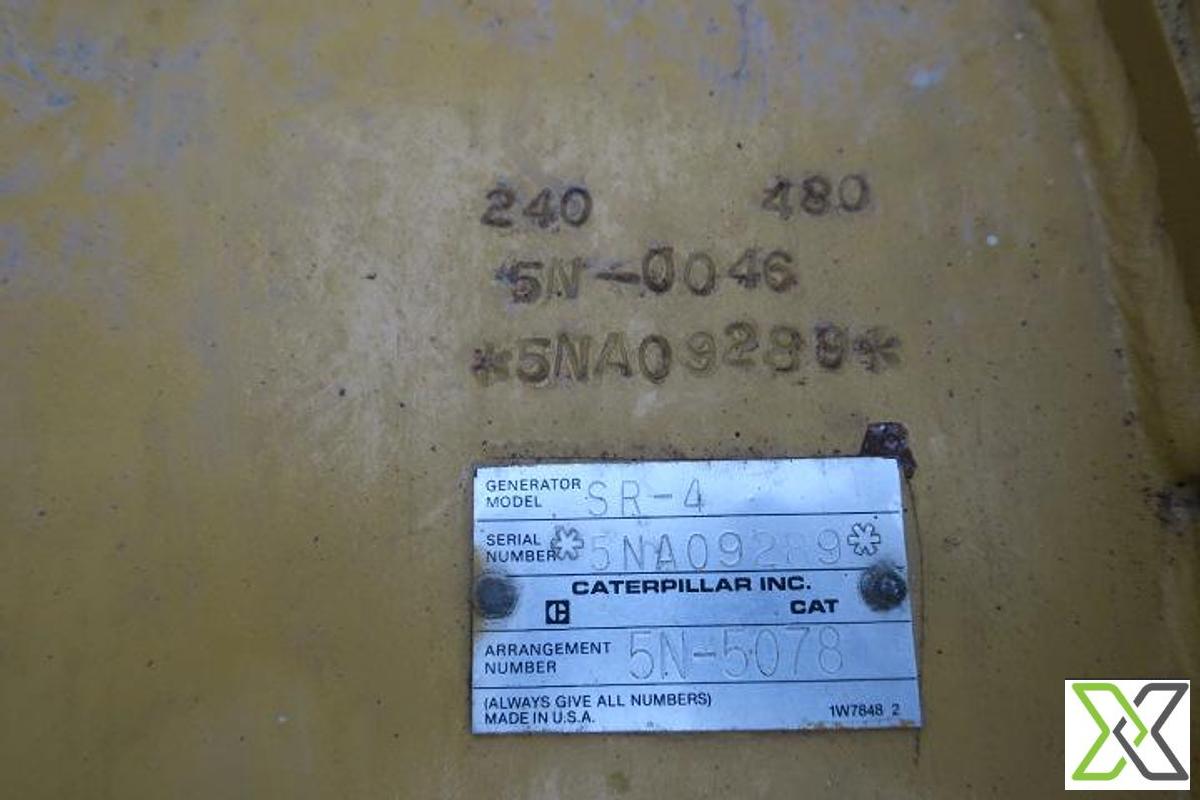 240 480
5N-0046
*5NA09289*
GENERATOR MODEL SR-4
SERIAL NUMBER *5NA09289*
CATERPILLAR INC.
C CAT
ARRANGEMENT NUMBER 5N-5078
(ALWAYS GIVE ALL NUMBERS)
MADE IN U.S.A. 1W7848 2